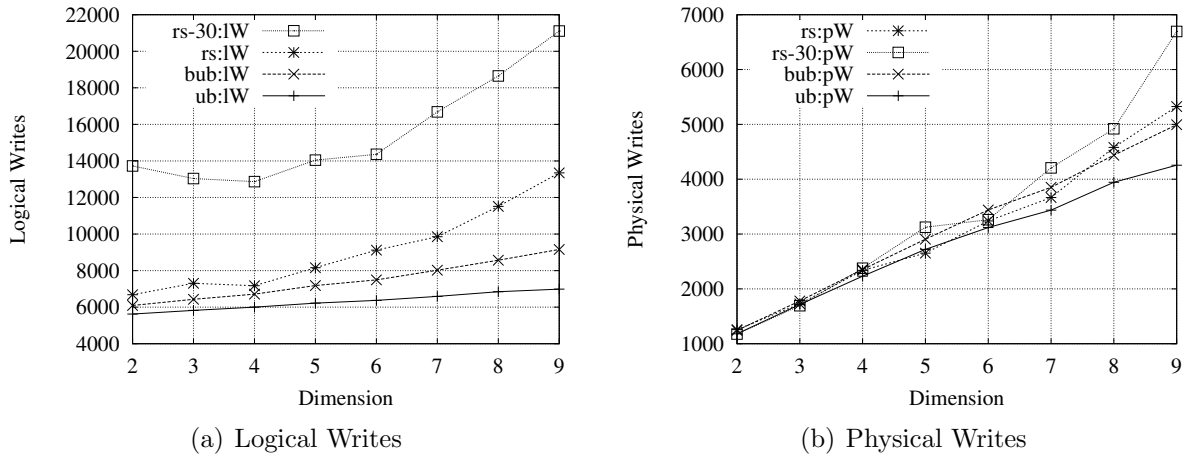 22000
20000
18000
16000
14000
12000
10000
8000
6000
4000
Logical Writes
rs-30:lW
rs:lW
bub:lW
ub:lW
2 3 4 5 6 7 8 9
Dimension
(a) Logical Writes
7000
6000
5000
4000
3000
2000
1000
Physical Writes
rs:pW
rs-30:pW
bub:pW
ub:pW
2 3 4 5 6 7 8 9
Dimension
(b) Physical Writes